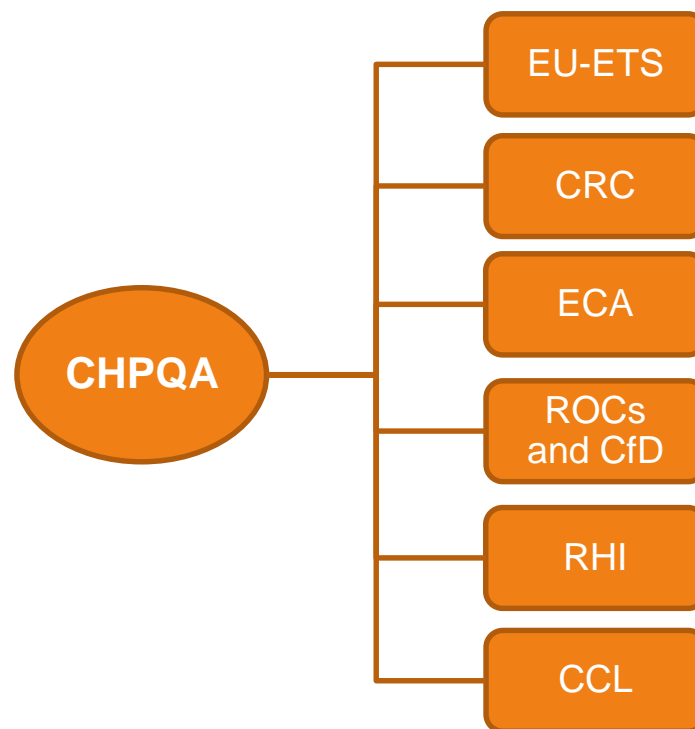 EU-ETS
CRC
ECA
CHPQA
ROCs
and CfD
RHI
CCL